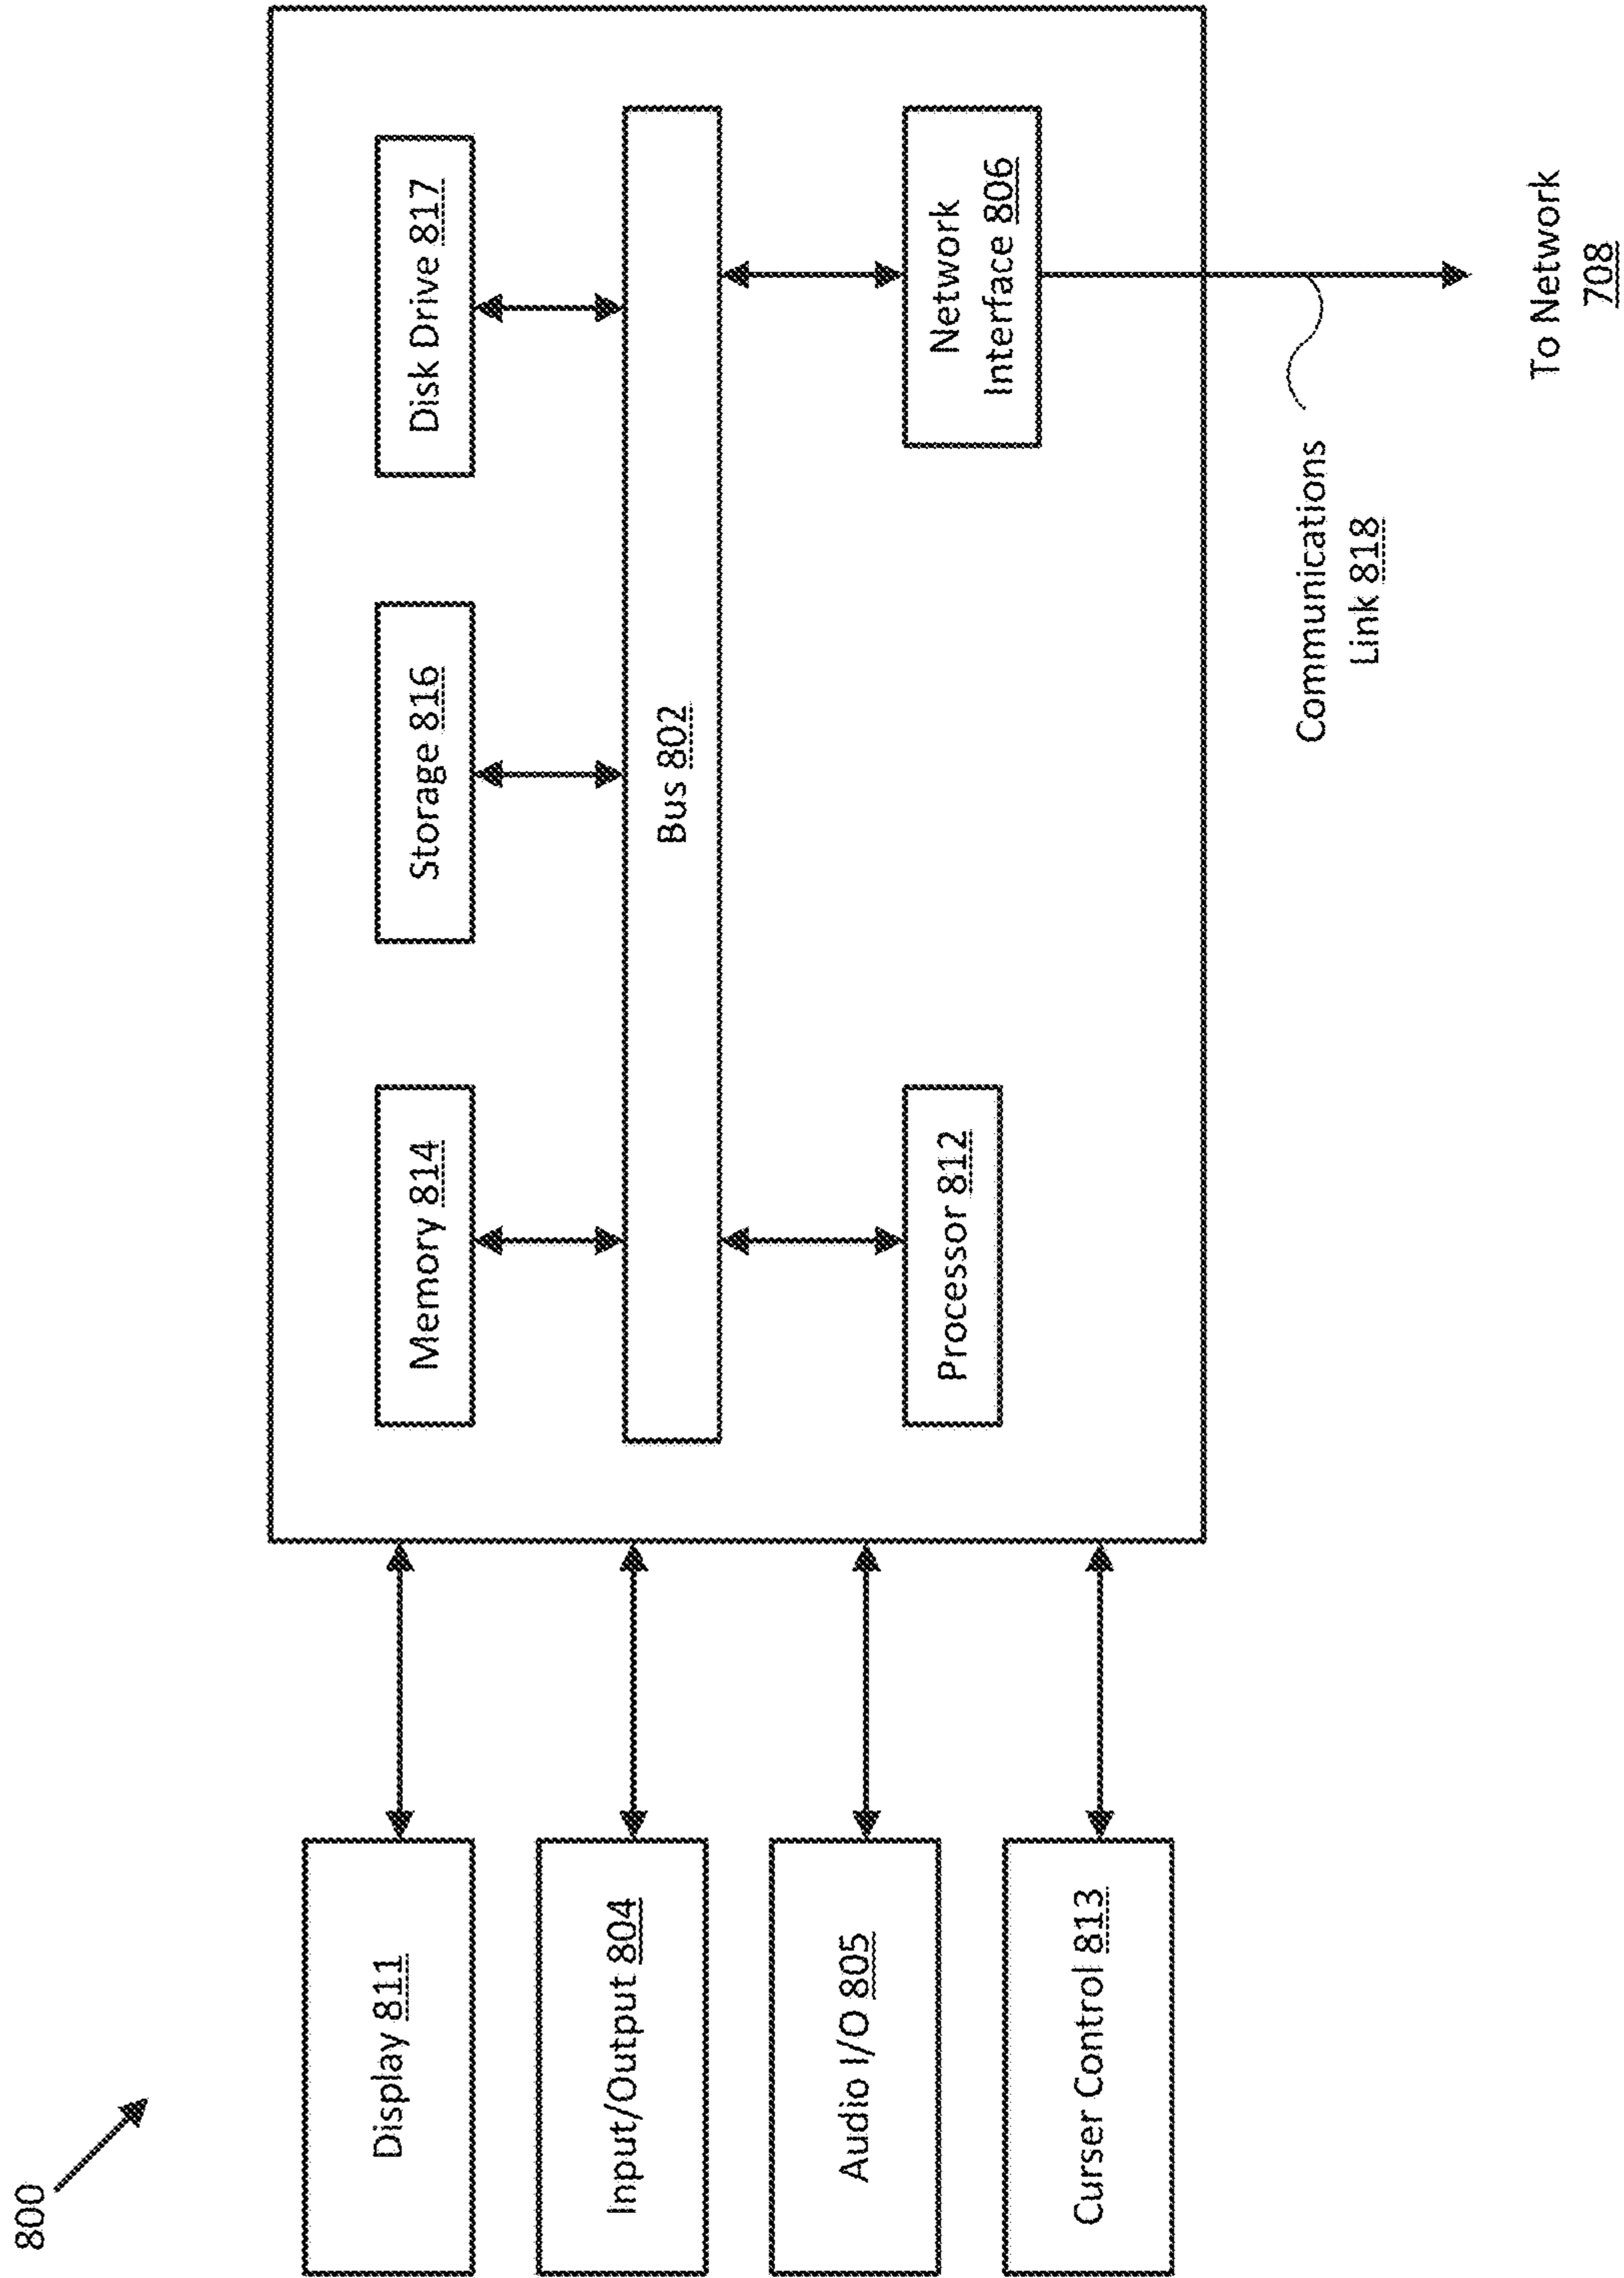 800
Display 811
Input/Output 804
Audio I/O 805
Curser Control 813
Memory 814
Storage 816
Disk Drive 817
Bus 802
Processor 812
Network
Interface 806
Communications
Link 818
To Network
708